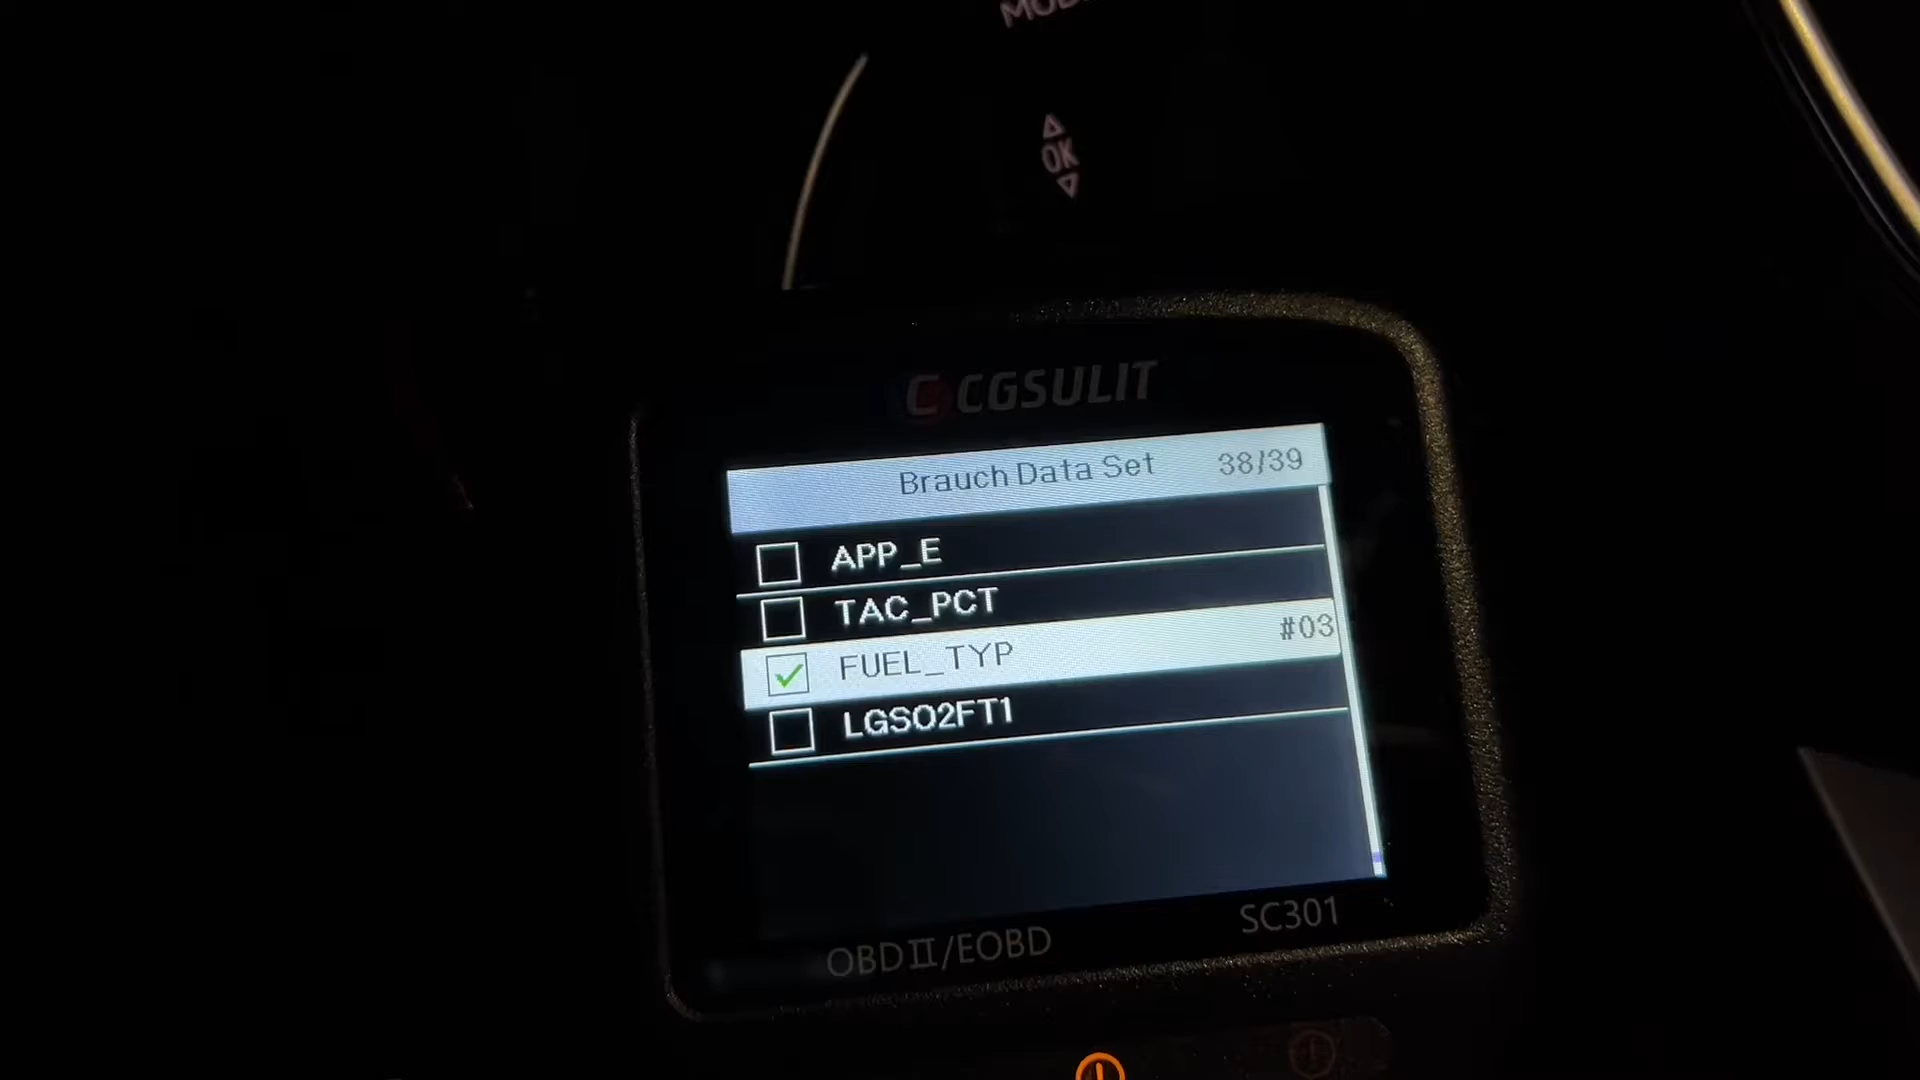 OK
CGSULIT
Brauch Data Set 38/39
APP_E
TAC_PCT
FUEL_TYP #03
LGSO2FT1
OBDII/EOBD SC301